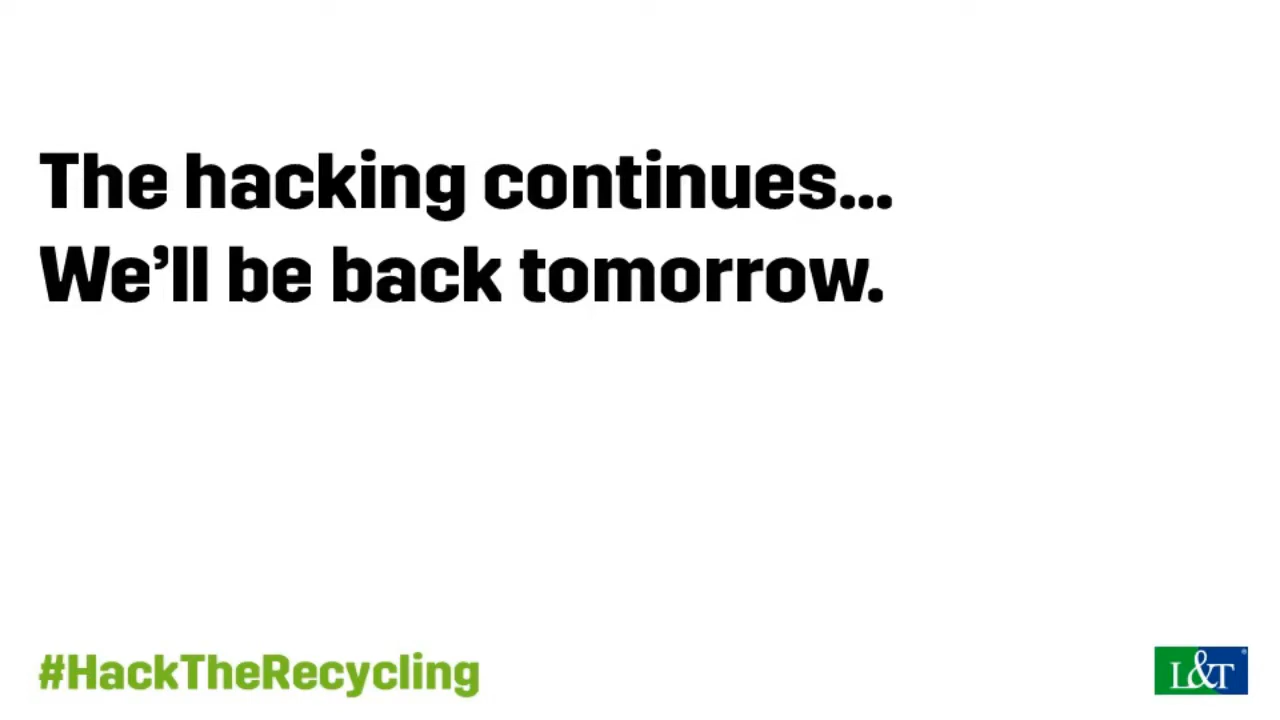 The hacking continues...
We’ll be back tomorrow.
#HackTheRecycling
L&T®